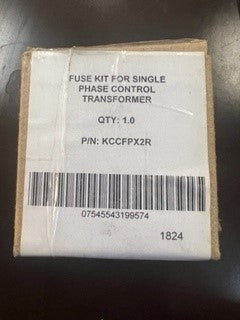 FUSE KIT FOR SINGLE
PHASE CONTROL
TRANSFORMER
QTY: 1.0
P/N: KCCFPX2R
07545543199574
1824